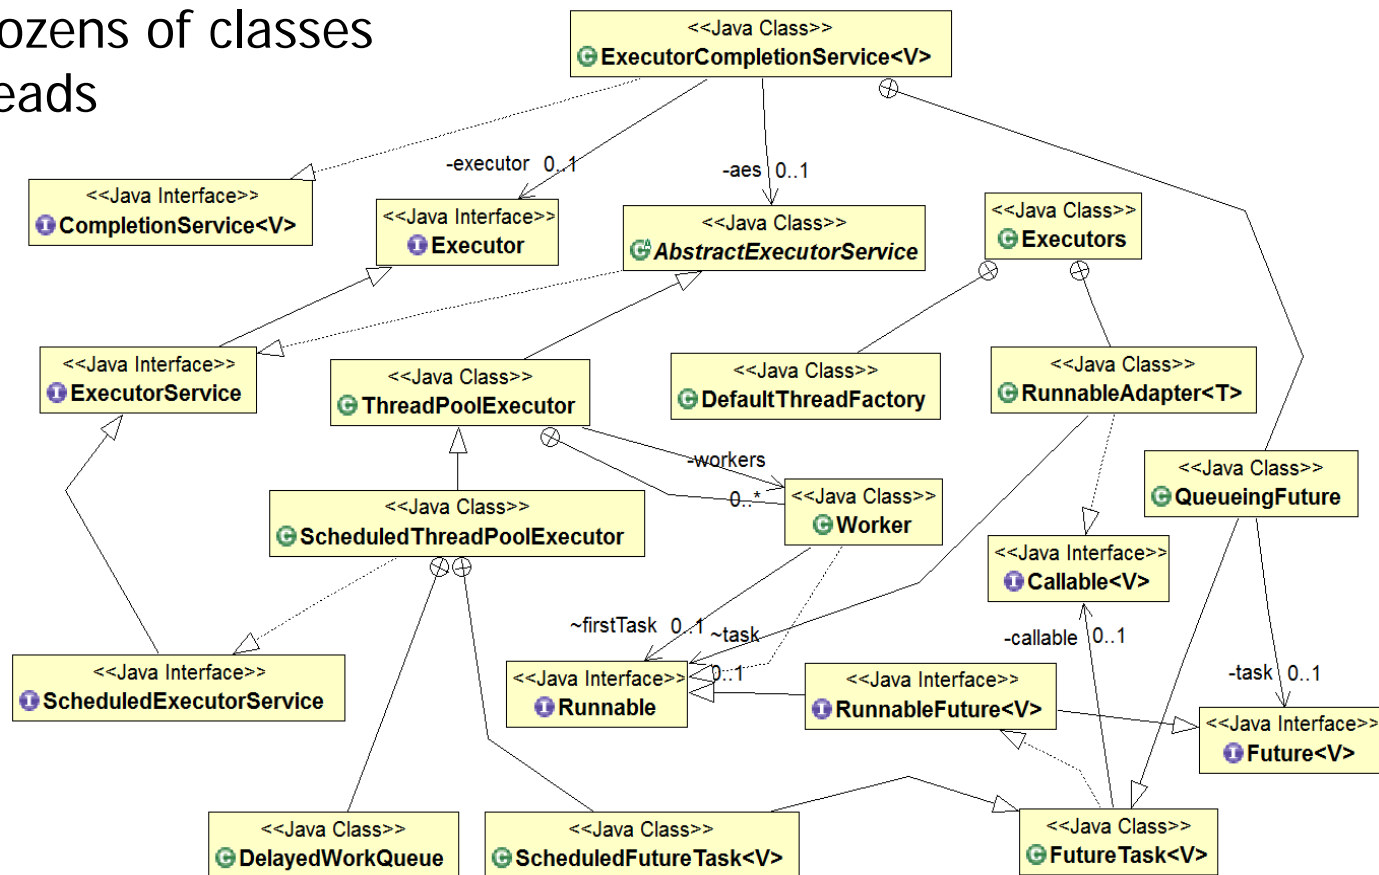 ozens of classes
eads
<<Java Class>>
ExecutorCompletionService<V>
-executor 0..1
-aes 0..1
<<Java Interface>>
CompletionService<V>
<<Java Interface>>
Executor
<<Java Class>>
AbstractExecutorService
<<Java Class>>
Executors
<<Java Interface>>
ExecutorService
<<Java Class>>
ThreadPoolExecutor
<<Java Class>>
DefaultThreadFactory
<<Java Class>>
RunnableAdapter<T>
-workers
0..*
<<Java Class>>
ScheduledThreadPoolExecutor
<<Java Class>>
Worker
<<Java Class>>
QueueingFuture
<<Java Interface>>
Callable<V>
~firstTask 0..1
~task
0..1
-callable 0..1
-task 0..1
<<Java Interface>>
ScheduledExecutorService
<<Java Interface>>
Runnable
<<Java Interface>>
RunnableFuture<V>
<<Java Interface>>
Future<V>
<<Java Class>>
DelayedWorkQueue
<<Java Class>>
ScheduledFutureTask<V>
<<Java Class>>
FutureTask<V>